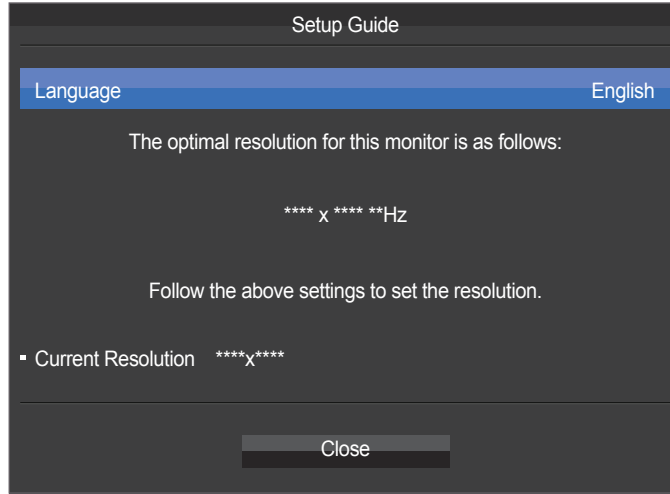 Setup Guide
Language English
The optimal resolution for this monitor is as follows:
**** x **** **Hz
Follow the above settings to set the resolution.
Current Resolution ****x****
Close